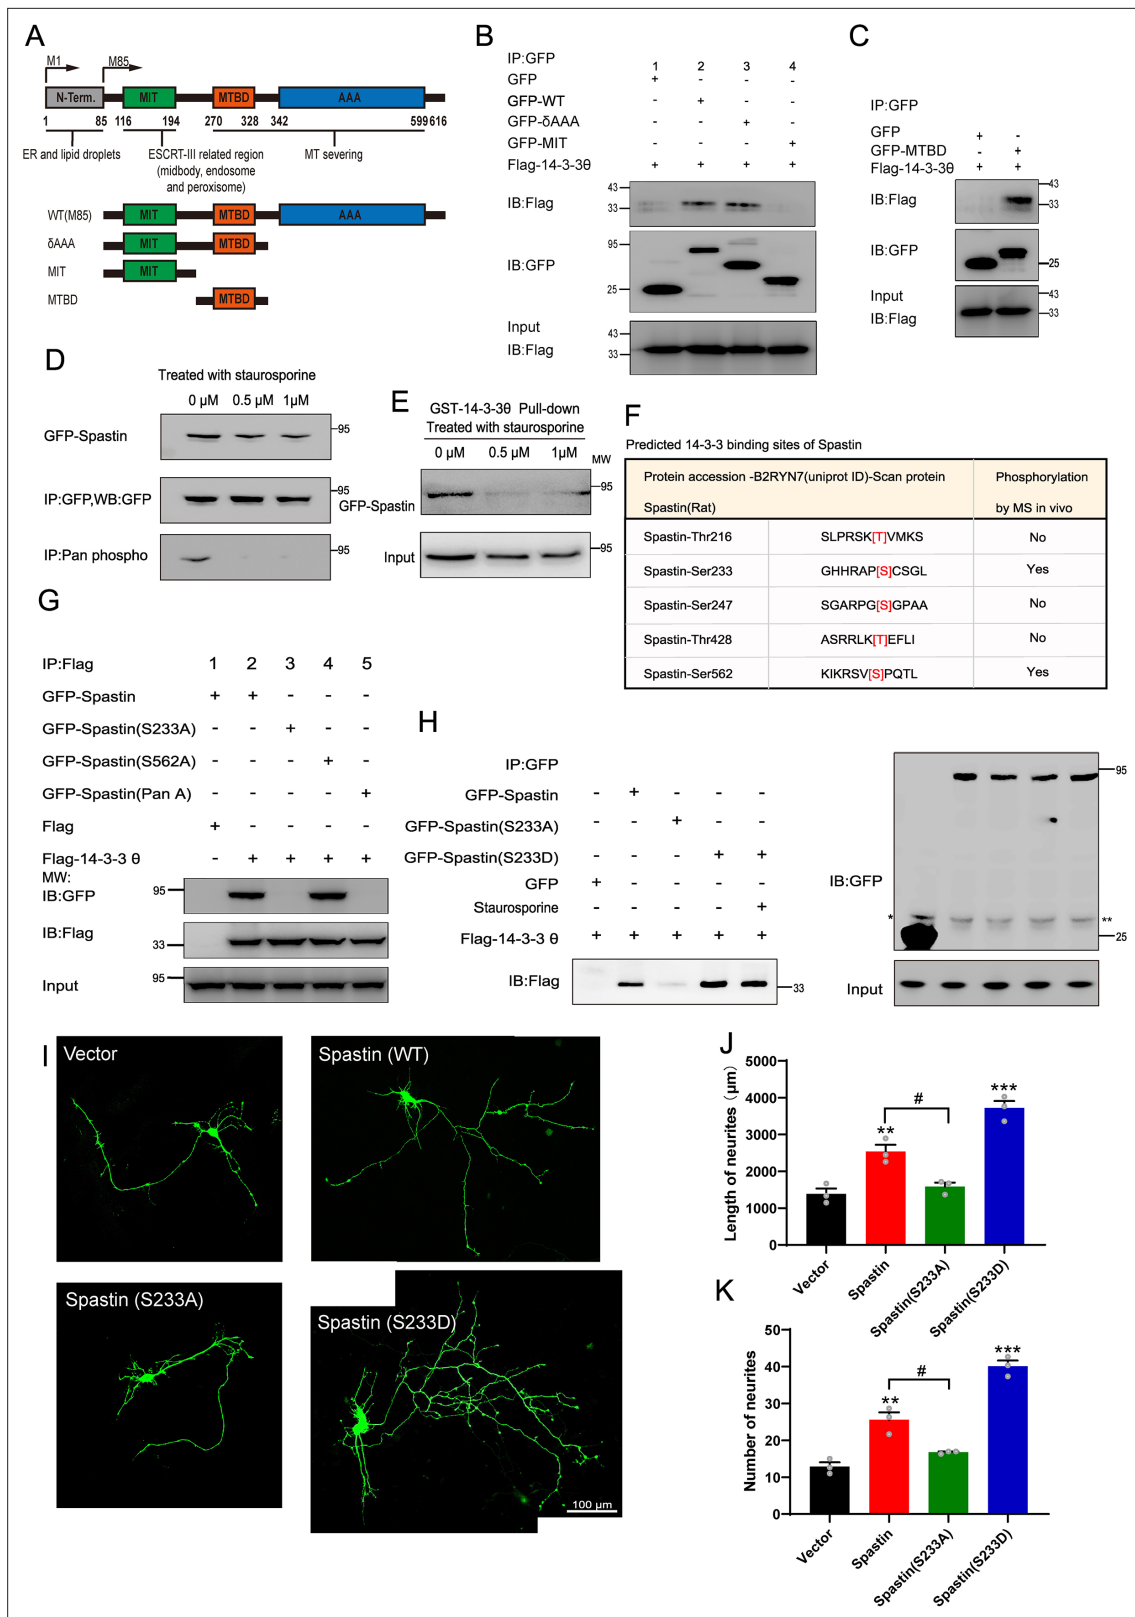 A
M1
M85
N-Term.
MIT
MTBD
AAA
1 85 116 194 270 328 342 599 616
ER and lipid droplets
ESCRT-III related region
(midbody, endosome
and peroxisome)
MT severing
WT(M85)
MIT
MTBD
AAA
δAAA
MIT
MTBD
MIT
MIT
MTBD
MTBD
B
IP:GFP 1 2 3 4
GFP + - - -
GFP-WT - + - -
GFP-δAAA - - + -
GFP-MIT - - - +
Flag-14-3-3θ + + + +
IB:Flag
43
33
IB:GFP
95
25
Input
IB:Flag
43
33
C
IP:GFP
GFP + -
GFP-MTBD - +
Flag-14-3-3θ + +
IB:Flag
43
33
IB:GFP
25
Input
IB:Flag
43
33
D
Treated with staurosporine
0 µM 0.5 µM 1µM
GFP-Spastin
95
IP:GFP,WB:GFP
95
IP:Pan phospho
95
E
GST-14-3-3θ Pull-down
Treated with staurosporine
0 µM 0.5 µM 1µM
MW
GFP-Spastin
95
Input
95
F
Predicted 14-3-3 binding sites of Spastin
Protein accession -B2RYN7(uniprot ID)-Scan protein
Spastin(Rat)
Phosphorylation
by MS in vivo
Spastin-Thr216 SLPRSK[T]VMKS No
Spastin-Ser233 GHHRAP[S]CSGL Yes
Spastin-Ser247 SGARPG[S]GPAA No
Spastin-Thr428 ASRRLK[T]EFLI No
Spastin-Ser562 KIKRSV[S]PQTL Yes
G
IP:Flag 1 2 3 4 5
GFP-Spastin + + - - -
GFP-Spastin(S233A) - - + - -
GFP-Spastin(S562A) - - - + -
GFP-Spastin(Pan A) - - - - +
Flag + - - - -
Flag-14-3-3 θ - + + + +
MW:
IB:GFP
95
IB:Flag
33
Input
95
H
IP:GFP
GFP-Spastin - + - - -
GFP-Spastin(S233A) - - + - -
GFP-Spastin(S233D) - - - + +
GFP + - - - -
Staurosporine - - - - +
Flag-14-3-3 θ + + + + +
IB:Flag
33
IB:GFP
95
*
**
25
Input
I
Vector
Spastin (WT)
Spastin (S233A)
Spastin (S233D)
100 µm
J
Length of neurites (µm)
5000
4000
3000
2000
1000
0
**
#
***
Vector
Spastin
Spastin(S233A)
Spastin(S233D)
K
Number of neurites
50
40
30
20
10
0
**
#
***
Vector
Spastin
Spastin(S233A)
Spastin(S233D)